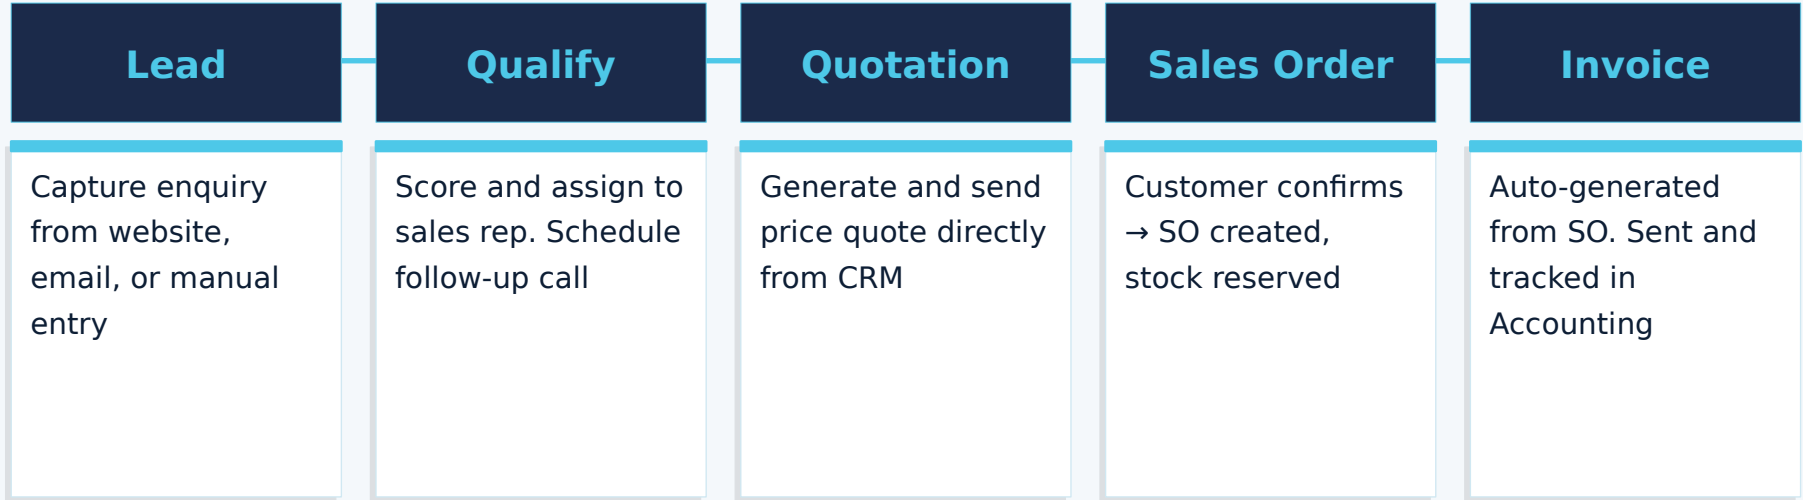 Lead
Qualify
Quotation
Sales Order
Invoice
Capture enquiry
from website,
email, or manual
entry
Score and assign to
sales rep. Schedule
follow-up call
Generate and send
price quote directly
from CRM
Customer confirms
→ SO created,
stock reserved
Auto-generated
from SO. Sent and
tracked in
Accounting